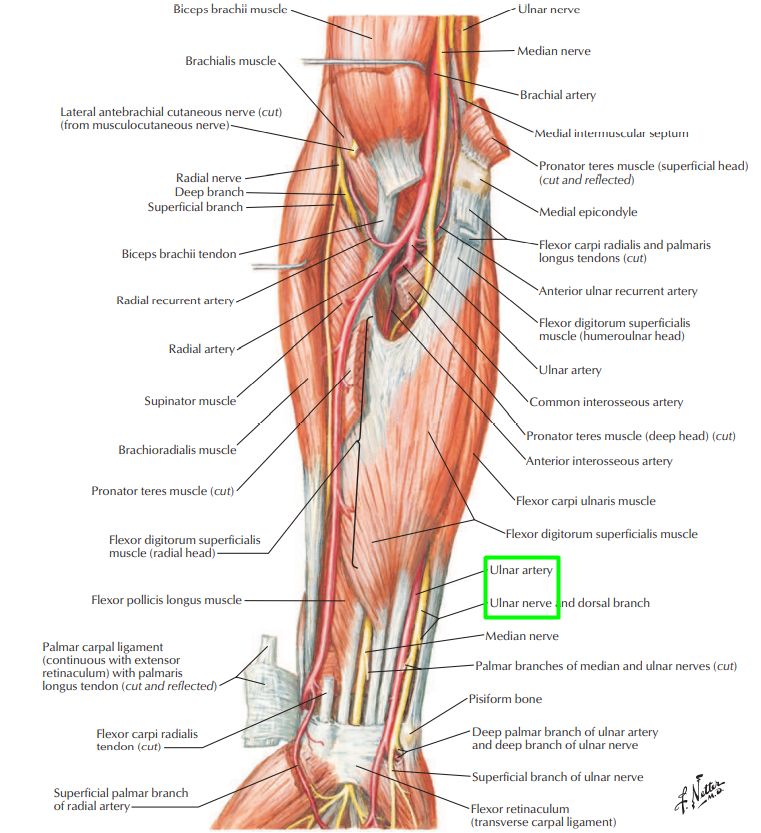 Biceps brachii muscle
Brachialis muscle
Lateral antebrachial cutaneous nerve (cut)
(from musculocutaneous nerve)
Radial nerve
Deep branch
Superficial branch
Biceps brachii tendon
Radial recurrent artery
Radial artery
Supinator muscle
Brachioradialis muscle
Pronator teres muscle (cut)
Flexor digitorum superficialis
muscle (radial head)
Flexor pollicis longus muscle
Palmar carpal ligament
(continuous with extensor
retinaculum) with palmaris
longus tendon (cut and reflected)
Flexor carpi radialis
tendon (cut)
Superficial palmar branch
of radial artery
Ulnar nerve
Median nerve
Brachial artery
Medial intermuscular septum
Pronator teres muscle (superficial head)
(cut and reflected)
Medial epicondyle
Flexor carpi radialis and palmaris
longus tendons (cut)
Anterior ulnar recurrent artery
Flexor digitorum superficialis
muscle (humeroulnar head)
Ulnar artery
Common interosseous artery
Pronator teres muscle (deep head) (cut)
Anterior interosseous artery
Flexor carpi ulnaris muscle
Flexor digitorum superficialis muscle
Ulnar artery
Ulnar nerve and dorsal branch
Median nerve
Palmar branches of median and ulnar nerves (cut)
Pisiform bone
Deep palmar branch of ulnar artery
and deep branch of ulnar nerve
Superficial branch of ulnar nerve
Flexor retinaculum
(transverse carpal ligament)
F. Netter
M.D.